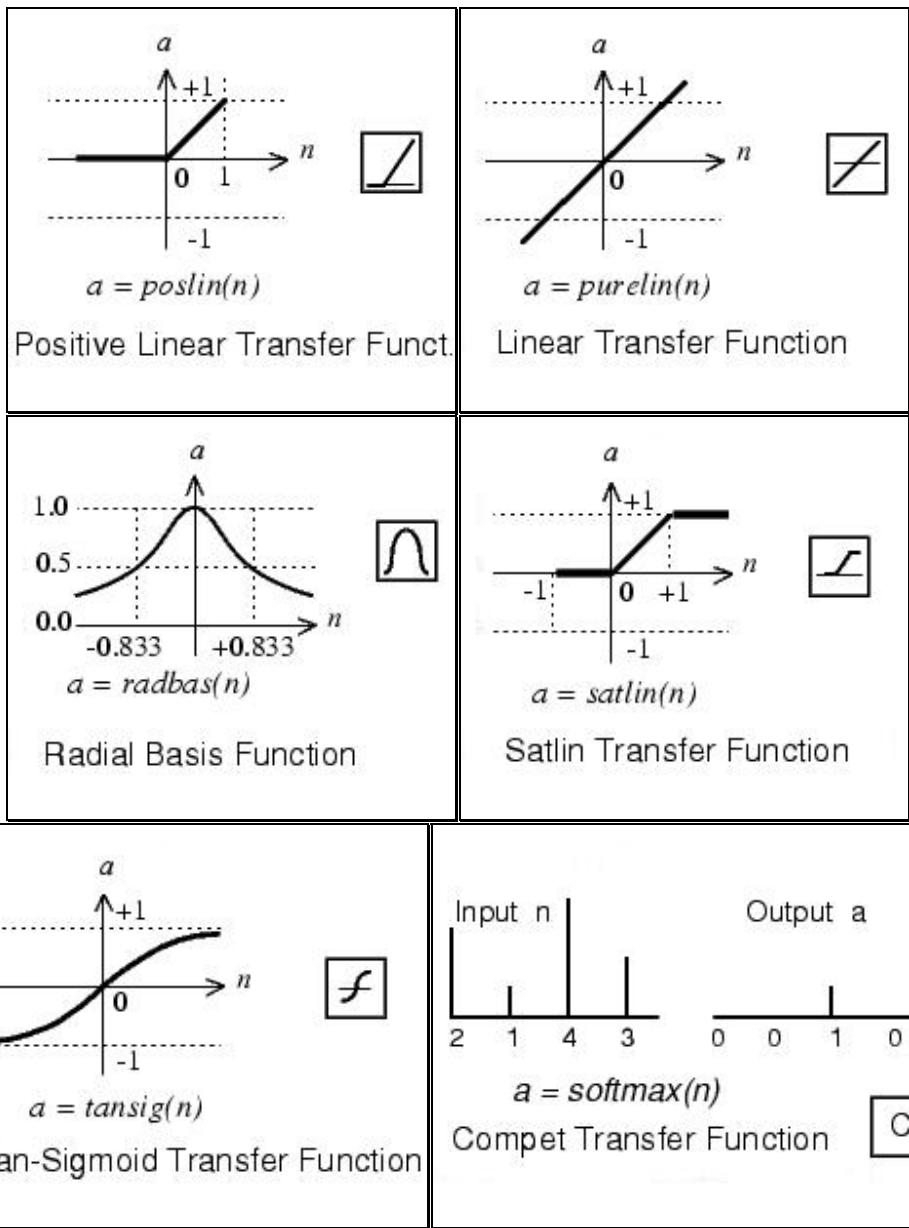 a
+1
n
0 1
-1
a = poslin(n)
Positive Linear Transfer Funct.
a
+1
n
0
-1
a = purelin(n)
Linear Transfer Function
a
1.0
0.5
0.0
n
-0.833 +0.833
a = radbas(n)
Radial Basis Function
a
+1
n
-1 0 +1
-1
a = satlin(n)
Satlin Transfer Function
a
+1
n
0
-1
a = tansig(n)
an-Sigmoid Transfer Function
Input n Output a
2 1 4 3 0 0 1 0
a = softmax(n)
Compet Transfer Function
C